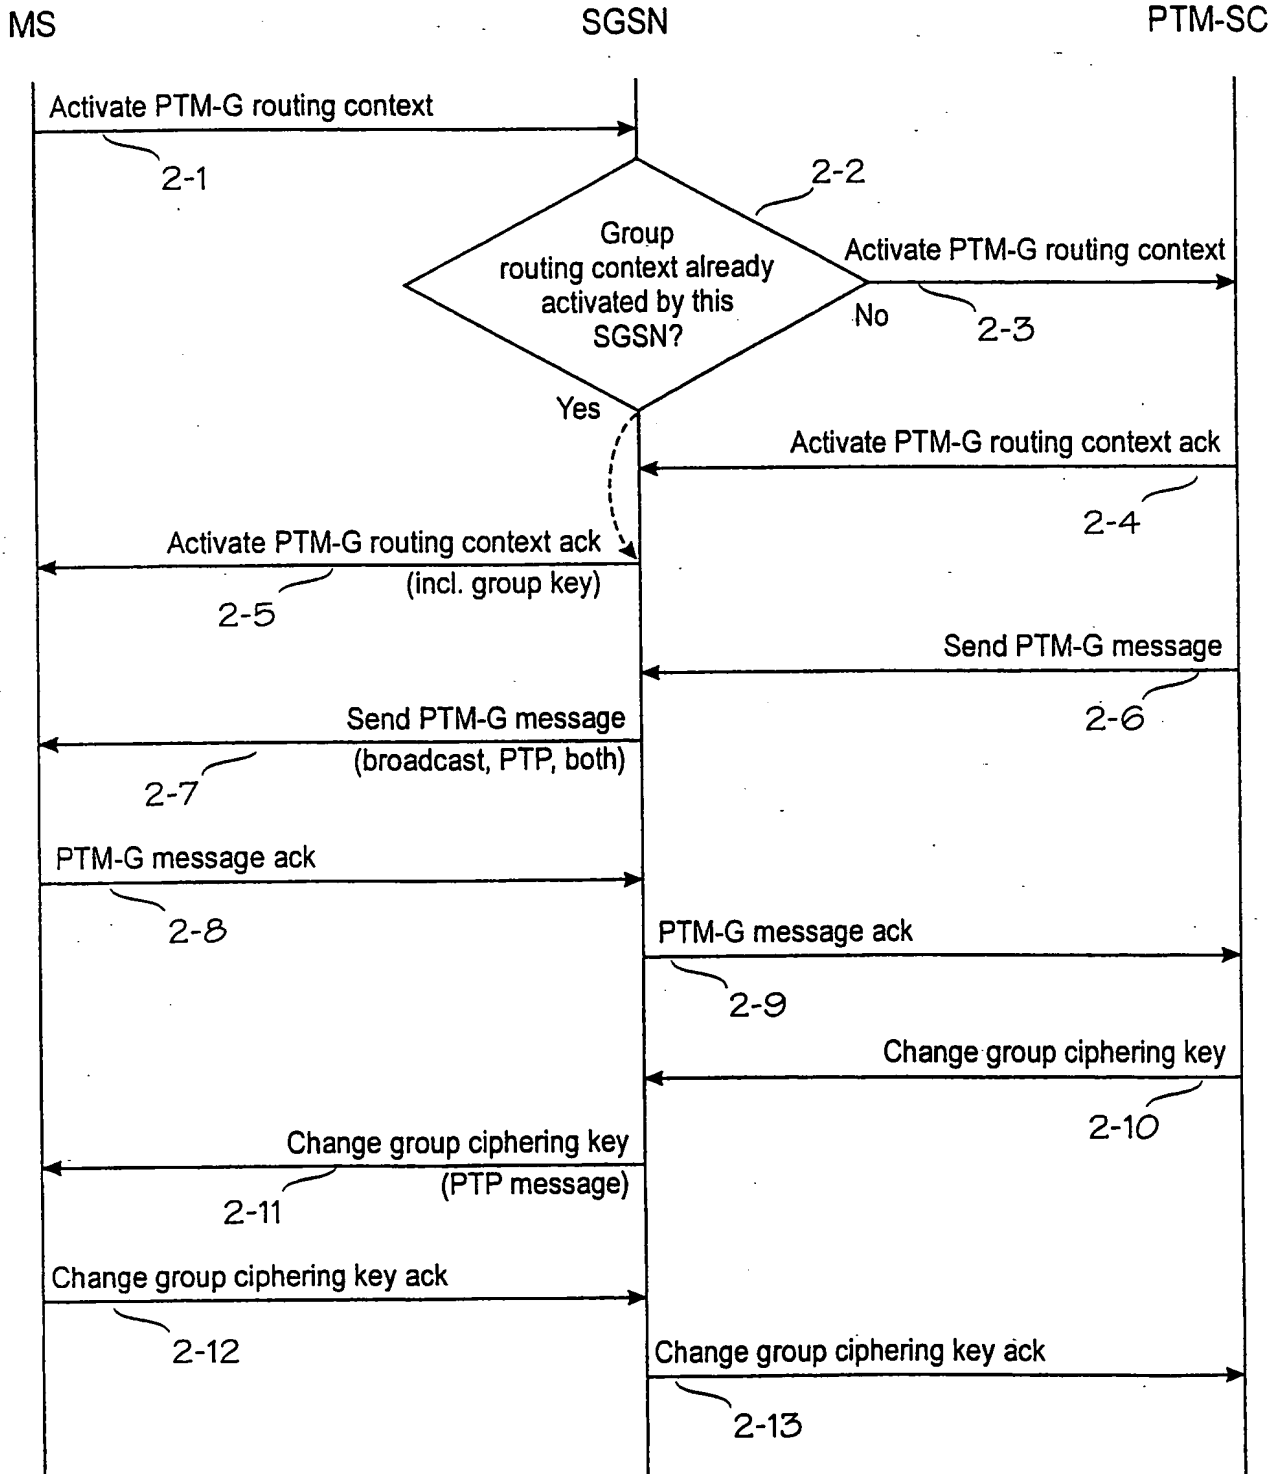 MS
SGSN
PTM-SC
Activate PTM-G routing context
2-1
2-2
Group
routing context already
activated by this
SGSN?
Activate PTM-G routing context
No
2-3
Yes
Activate PTM-G routing context ack
2-4
Activate PTM-G routing context ack
(incl. group key)
2-5
Send PTM-G message
2-6
Send PTM-G message
(broadcast, PTP, both)
2-7
PTM-G message ack
2-8
PTM-G message ack
2-9
Change group ciphering key
2-10
Change group ciphering key
(PTP message)
2-11
Change group ciphering key ack
2-12
Change group ciphering key ack
2-13